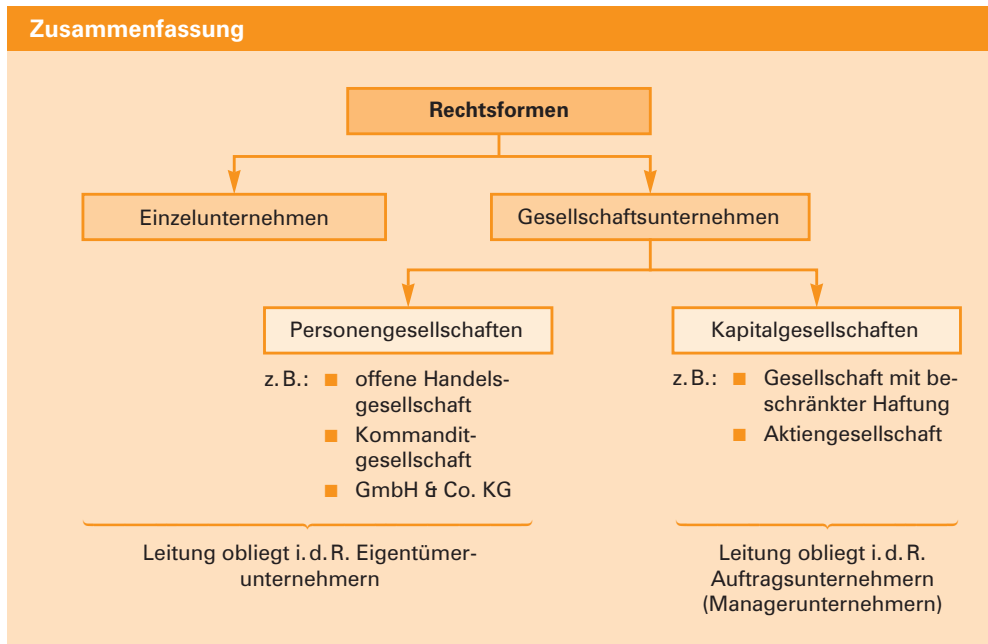 Zusammenfassung
Rechtsformen
Einzelunternehmen
Gesellschaftsunternehmen
Personengesellschaften
z. B.: ■ offene Handels-
gesellschaft
■ Kommandit-
gesellschaft
■ GmbH & Co. KG
Leitung obliegt i. d. R. Eigentümer-
unternehmern
Kapitalgesellschaften
z. B.: ■ Gesellschaft mit be-
schränkter Haftung
■ Aktiengesellschaft
Leitung obliegt i. d. R.
Auftragsunternehmern
(Managerunternehmern)